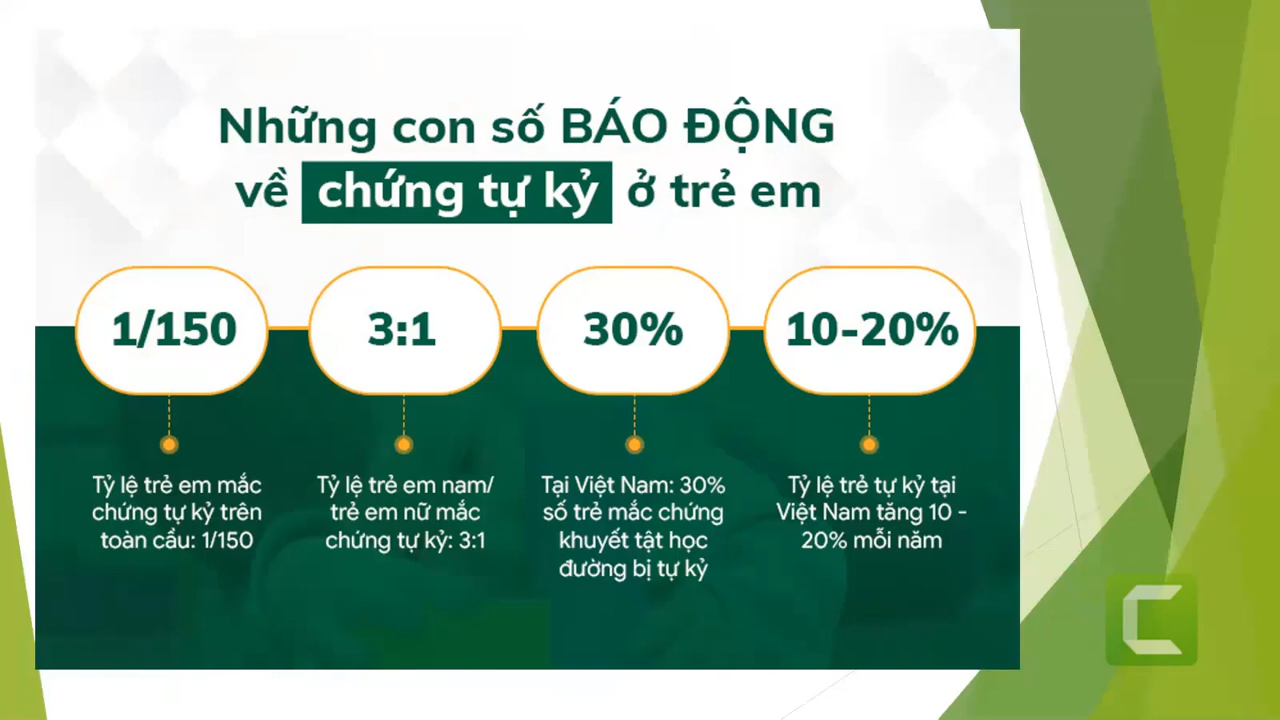 Những con số BÁO ĐỘNG
về chứng tự kỷ ở trẻ em
1/150
3:1
30%
10-20%
Tỷ lệ trẻ em mắc
chứng tự kỷ trên
toàn cầu: 1/150
Tỷ lệ trẻ em nam/
trẻ em nữ mắc
chứng tự kỷ: 3:1
Tại Việt Nam: 30%
số trẻ mắc chứng
khuyết tật học
đường bị tự kỷ
Tỷ lệ trẻ tự kỷ tại
Việt Nam tăng 10 -
20% mỗi năm